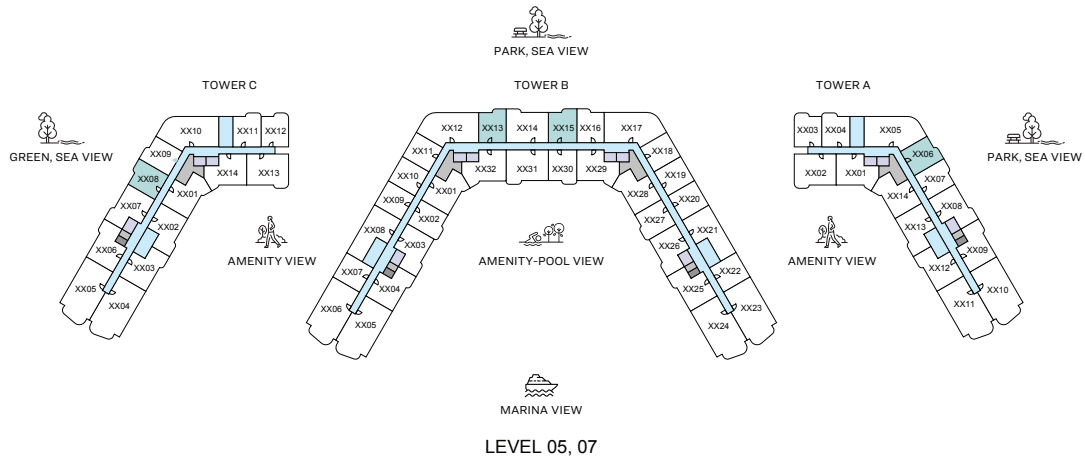 PARK, SEA VIEW
TOWER C
TOWER B
TOWER A
GREEN, SEA VIEW
PARK, SEA VIEW
XX10
XX11
XX12
XX09
XX08
XX14
XX13
XX07
XX01
XX06
XX02
XX05
XX03
XX04
XX12
XX13
XX14
XX15
XX16
XX17
XX11
XX32
XX31
XX30
XX29
XX18
XX10
XX01
XX28
XX19
XX09
XX02
XX27
XX20
XX08
XX03
XX26
XX21
XX07
XX04
XX25
XX22
XX06
XX05
XX24
XX23
XX03
XX04
XX05
XX06
XX02
XX01
XX07
XX14
XX08
XX13
XX09
XX12
XX10
XX11
AMENITY VIEW
AMENITY-POOL VIEW
AMENITY VIEW
MARINA VIEW
LEVEL 05, 07